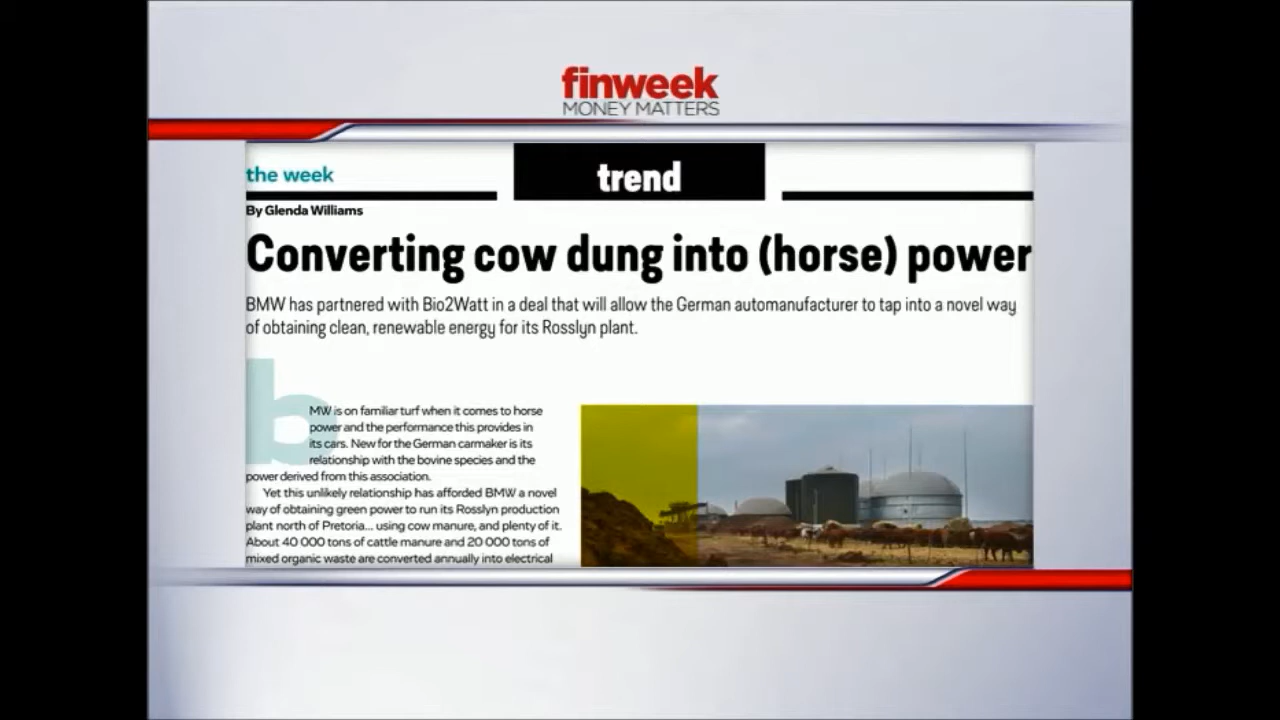 finweek
MONEY MATTERS
the week
trend
By Glenda Williams
Converting cow dung into (horse) power
BMW has partnered with Bio2Watt in a deal that will allow the German automanufacturer to tap into a novel way
of obtaining clean, renewable energy for its Rosslyn plant.
b
MW is on familiar turf when it comes to horse
power and the performance this provides in
its cars. New for the German carmaker is its
relationship with the bovine species and the
power derived from this association.
Yet this unlikely relationship has afforded BMW a novel
way of obtaining green power to run its Rosslyn production
plant north of Pretoria... using cow manure, and plenty of it.
About 40 000 tons of cattle manure and 20 000 tons of
mixed organic waste are converted annually into electrical